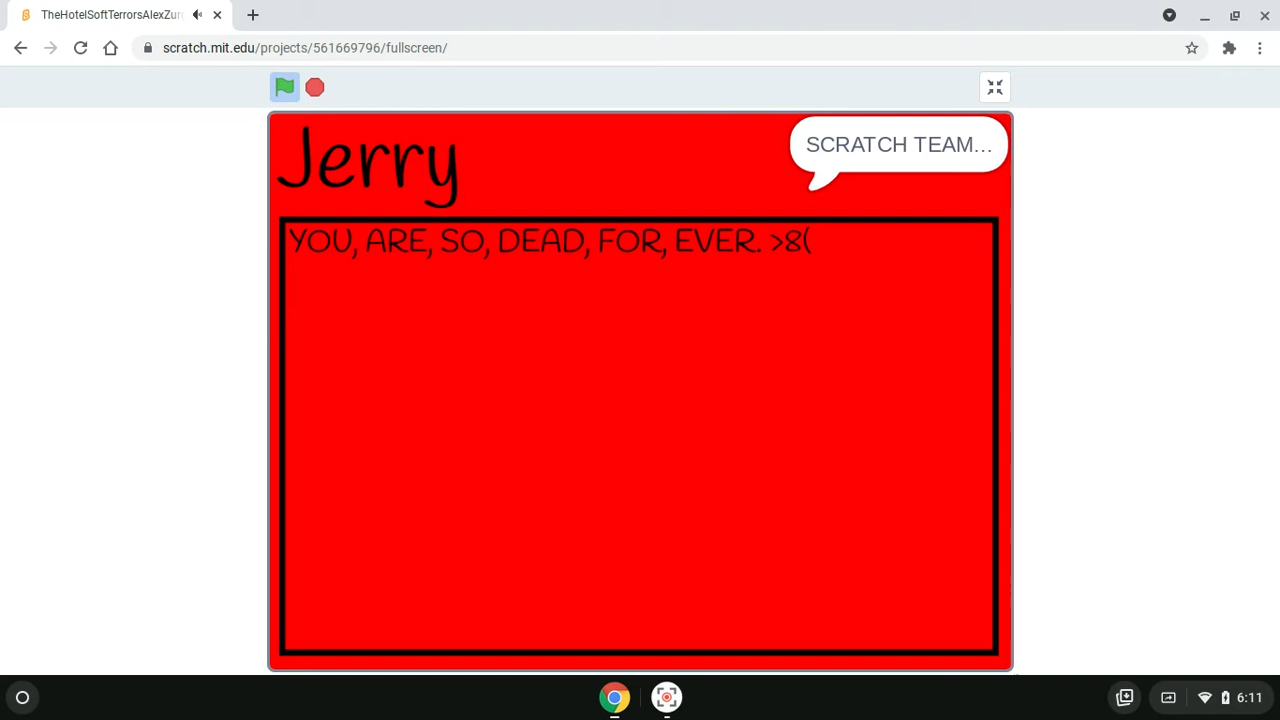 TheHotelSoftTerrorsAlexZur
scratch.mit.edu/projects/561669796/fullscreen/
Jerry
SCRATCH TEAM...
YOU, ARE, SO, DEAD, FOR, EVER. >8(
6:11